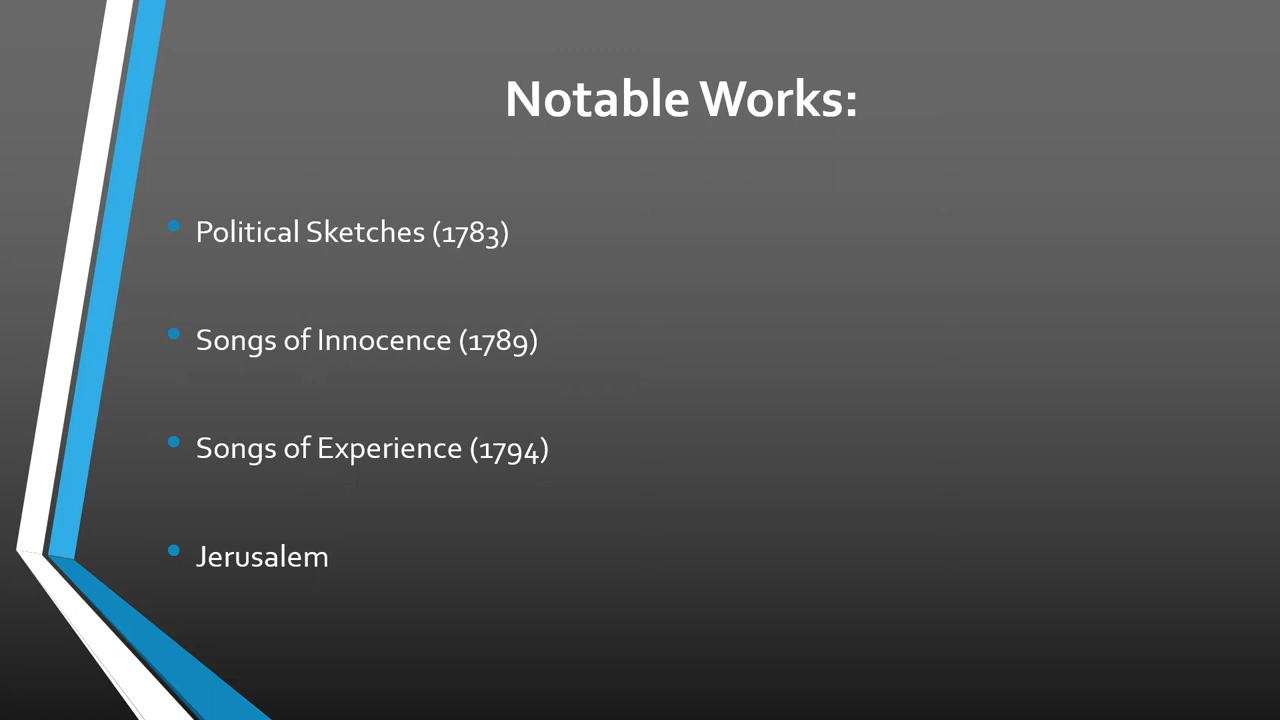 Notable Works:
• Political Sketches (1783)
• Songs of Innocence (1789)
• Songs of Experience (1794)
• Jerusalem